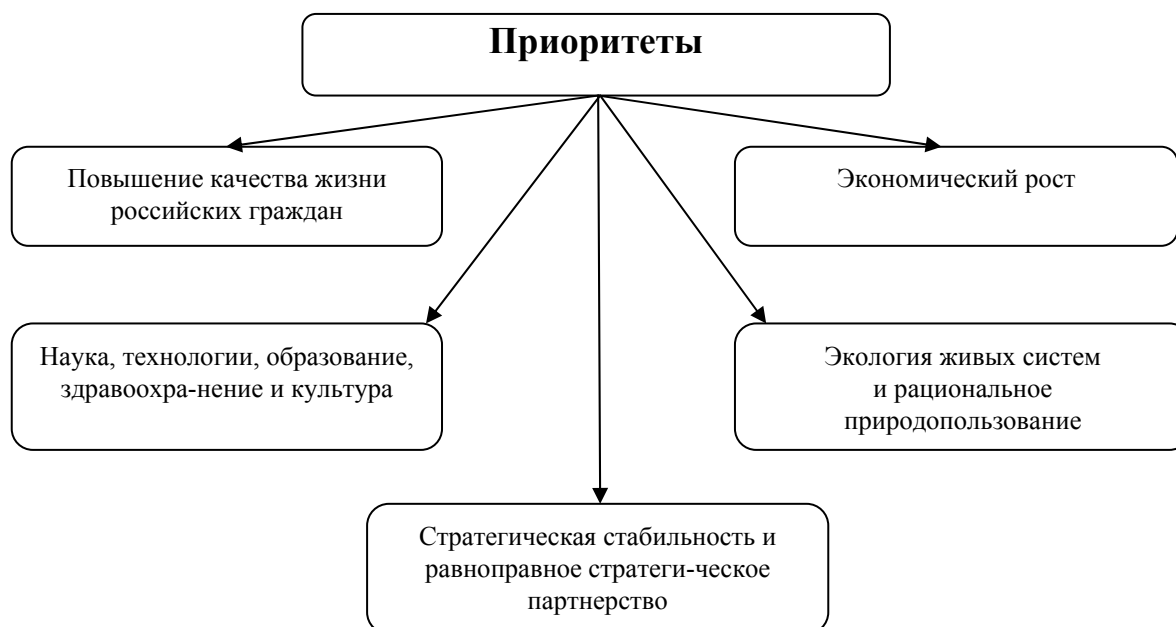 Приоритеты
Повышение качества жизни
российских граждан
Экономический рост
Наука, технологии, образование,
здравоохра-нение и культура
Экология живых систем
и рациональное
природопользование
Стратегическая стабильность и
равноправное стратеги-ческое
партнерство